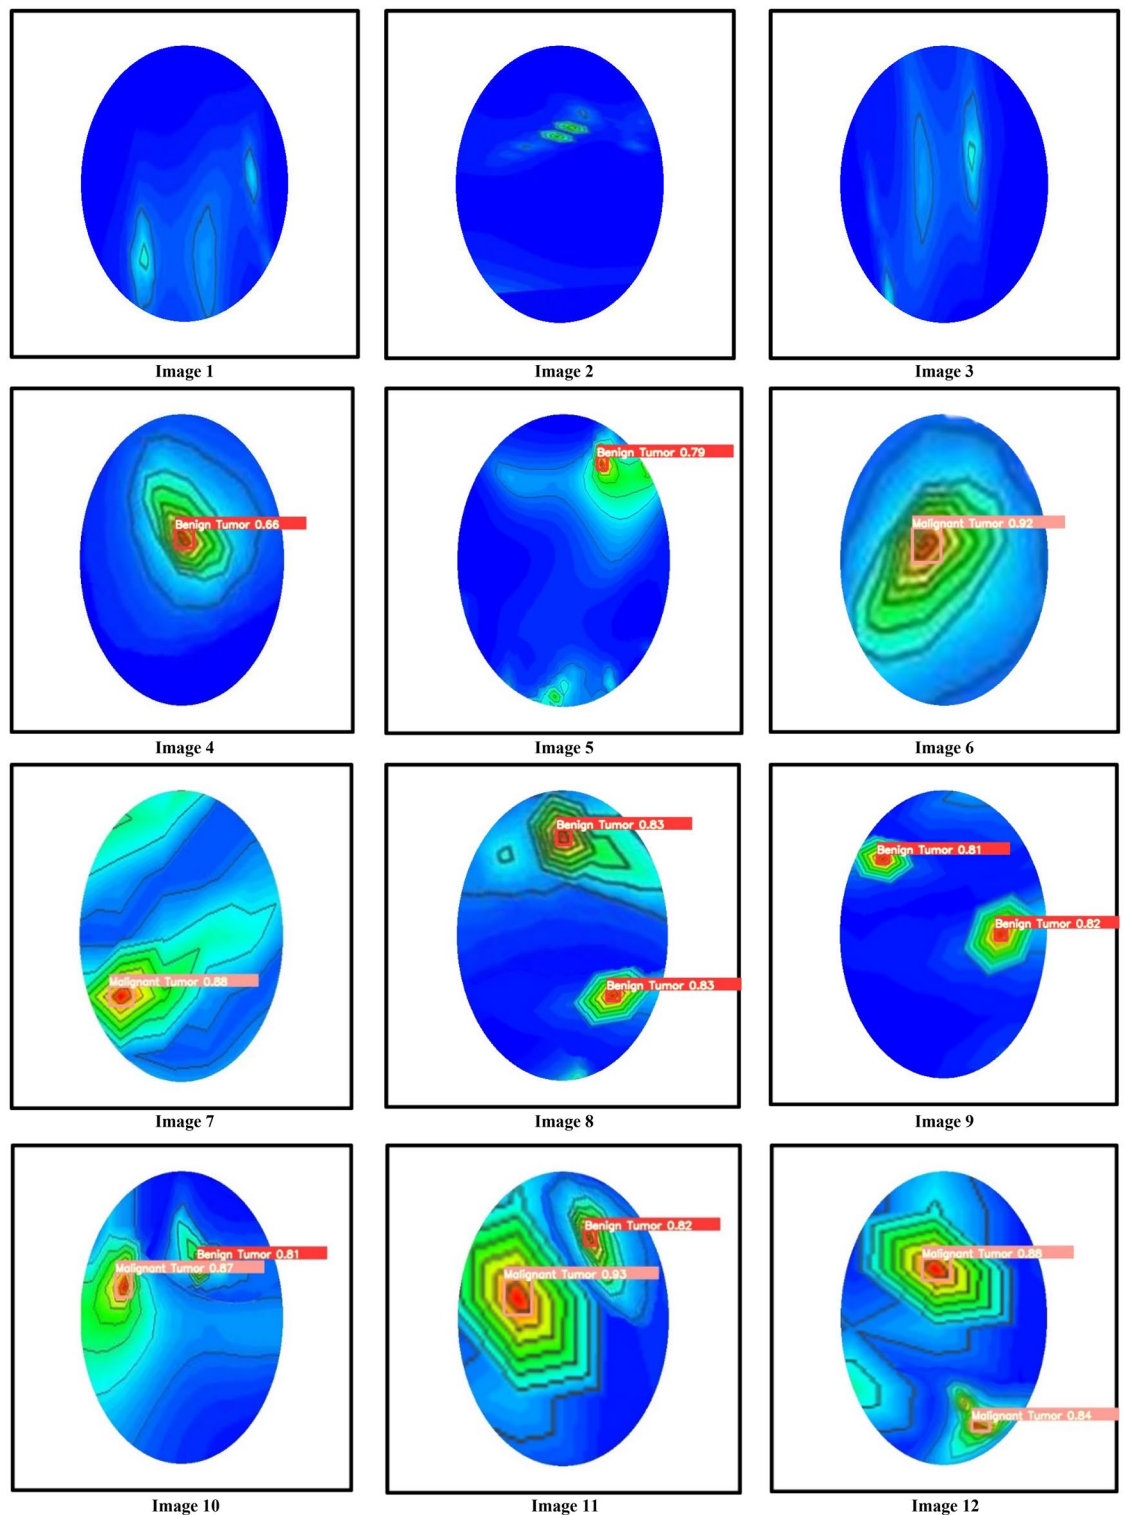 Image 1
Image 2
Image 3
Benign Tumor 0.66
Benign Tumor 0.79
Malignant Tumor 0.92
Image 4
Image 5
Image 6
Malignant Tumor 0.88
Benign Tumor 0.83
Benign Tumor 0.83
Benign Tumor 0.81
Benign Tumor 0.82
Image 7
Image 8
Image 9
Benign Tumor 0.81
Malignant Tumor 0.87
Benign Tumor 0.82
Malignant Tumor 0.93
Malignant Tumor 0.88
Malignant Tumor 0.84
Image 10
Image 11
Image 12